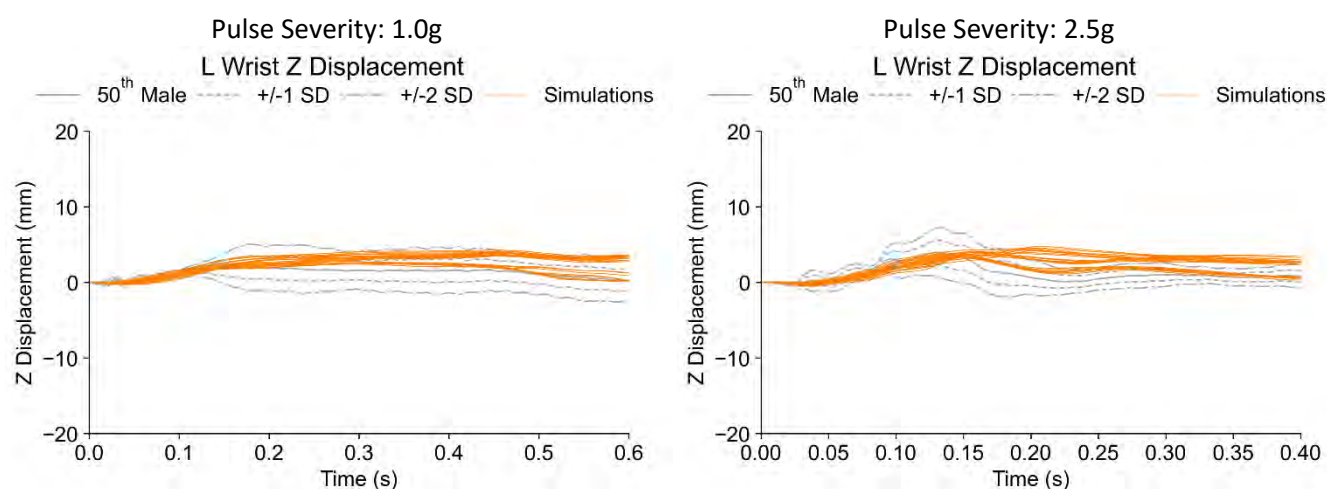 Pulse Severity: 1.0g
L Wrist Z Displacement
50th Male +/-1 SD +/-2 SD Simulations
20
10
0
−10
−20
Z Displacement (mm)
0.0 0.1 0.2 0.3 0.4 0.5 0.6
Time (s)
Pulse Severity: 2.5g
L Wrist Z Displacement
50th Male +/-1 SD +/-2 SD Simulations
20
10
0
−10
−20
Z Displacement (mm)
0.00 0.05 0.10 0.15 0.20 0.25 0.30 0.35 0.40
Time (s)